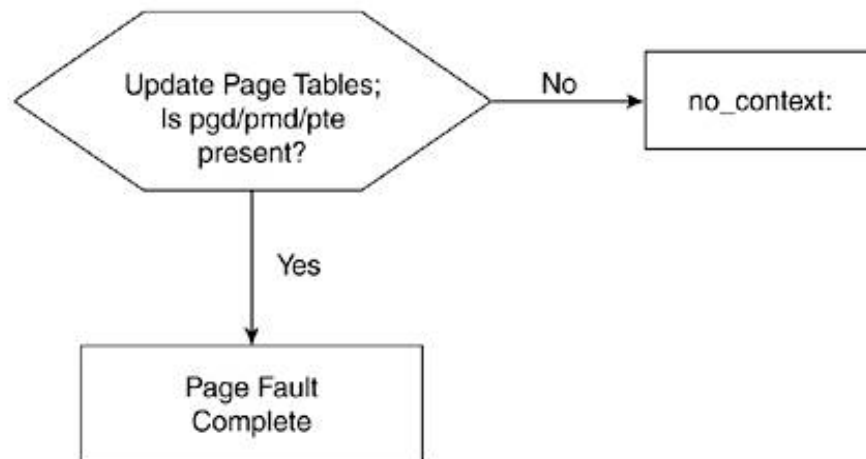 Update Page Tables;
Is pgd/pmd/pte
present?
No
no_context:
Yes
Page Fault
Complete